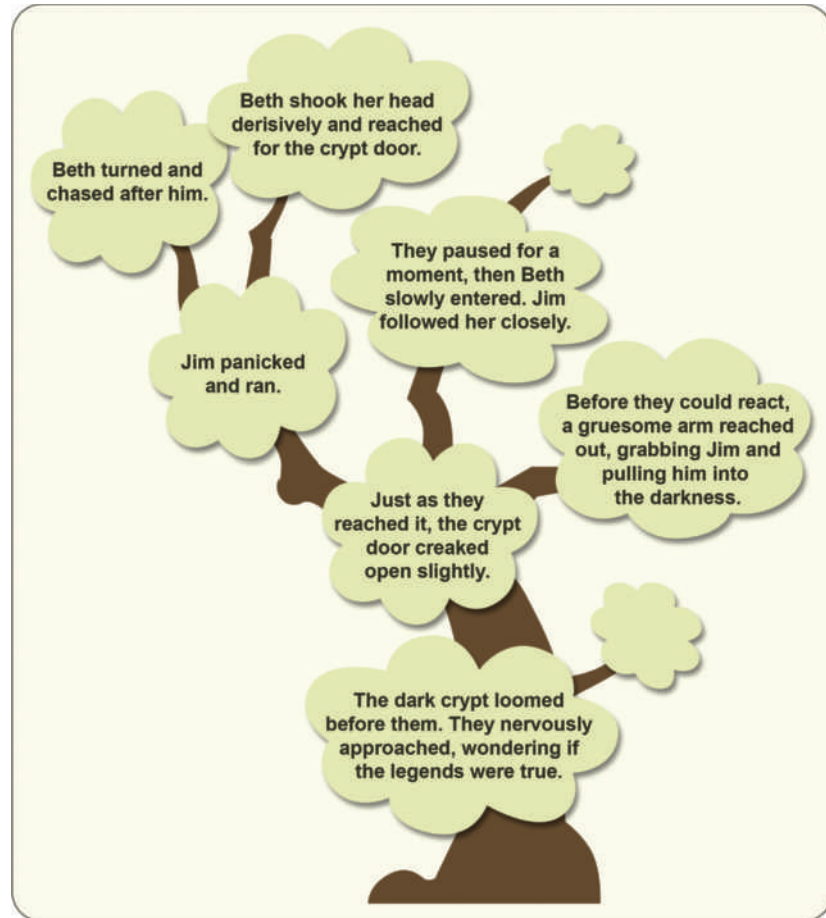 Beth shook her head
derisively and reached
for the crypt door.
Beth turned and
chased after him.
They paused for a
moment, then Beth
slowly entered. Jim
followed her closely.
Jim panicked
and ran.
Before they could react,
a gruesome arm reached
out, grabbing Jim and
pulling him into
the darkness.
Just as they
reached it, the crypt
door creaked
open slightly.
The dark crypt loomed
before them. They nervously
approached, wondering if
the legends were true.